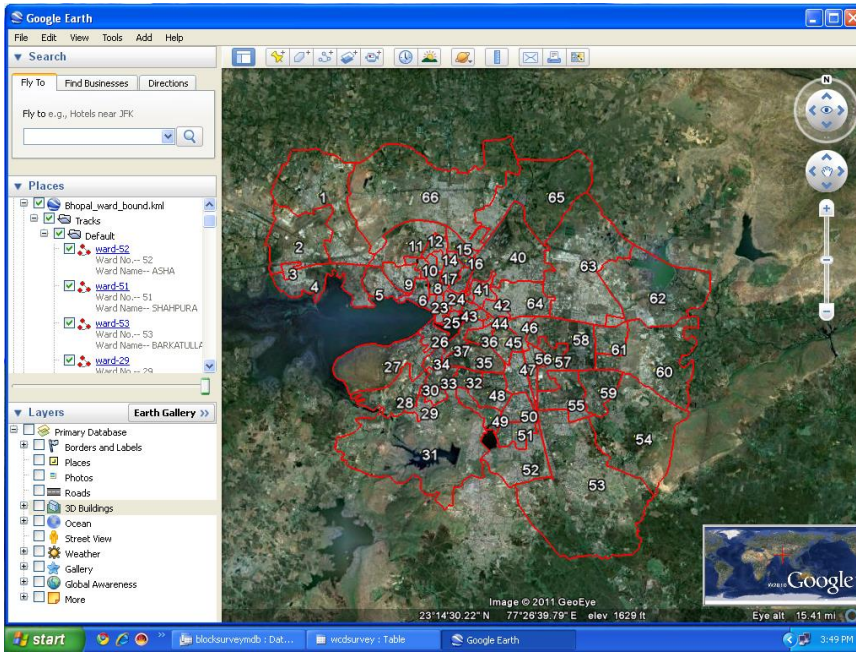 Google Earth
File Edit View Tools Add Help
Search
Fly To Find Businesses Directions
Fly to e.g., Hotels near JFK
Places
Bhopal_ward_bound.kml
Tracks
Default
ward-52
Ward No.-- 52
Ward Name-- ASHA
ward-51
Ward No.-- 51
Ward Name-- SHAHPURA
ward-53
Ward No.-- 53
Ward Name-- BARKATULLA
ward-29
Ward No.-- 29
Layers Earth Gallery >>
Primary Database
Borders and Labels
Places
Photos
Roads
3D Buildings
Ocean
Street View
Weather
Gallery
Global Awareness
More
N
1 66 65
2 11 12 15 40
14 16 63
3 4 10 17
5 9 8 41 62
6 24 42 64
23 43
25 44 46
26 36 45 58
37 61
27 34 35 56 57
47 60
30 33 32
28 48 59
29 50 55
49 51
31 54
52
53
Image © 2011 GeoEye
©2010 Google
23°14'30.22" N 77°26'39.79" E elev 1629 ft Eye alt 15.41 mi
start blocksurveymdb : Dat... wcdsurvey : Table Google Earth 3:49 PM